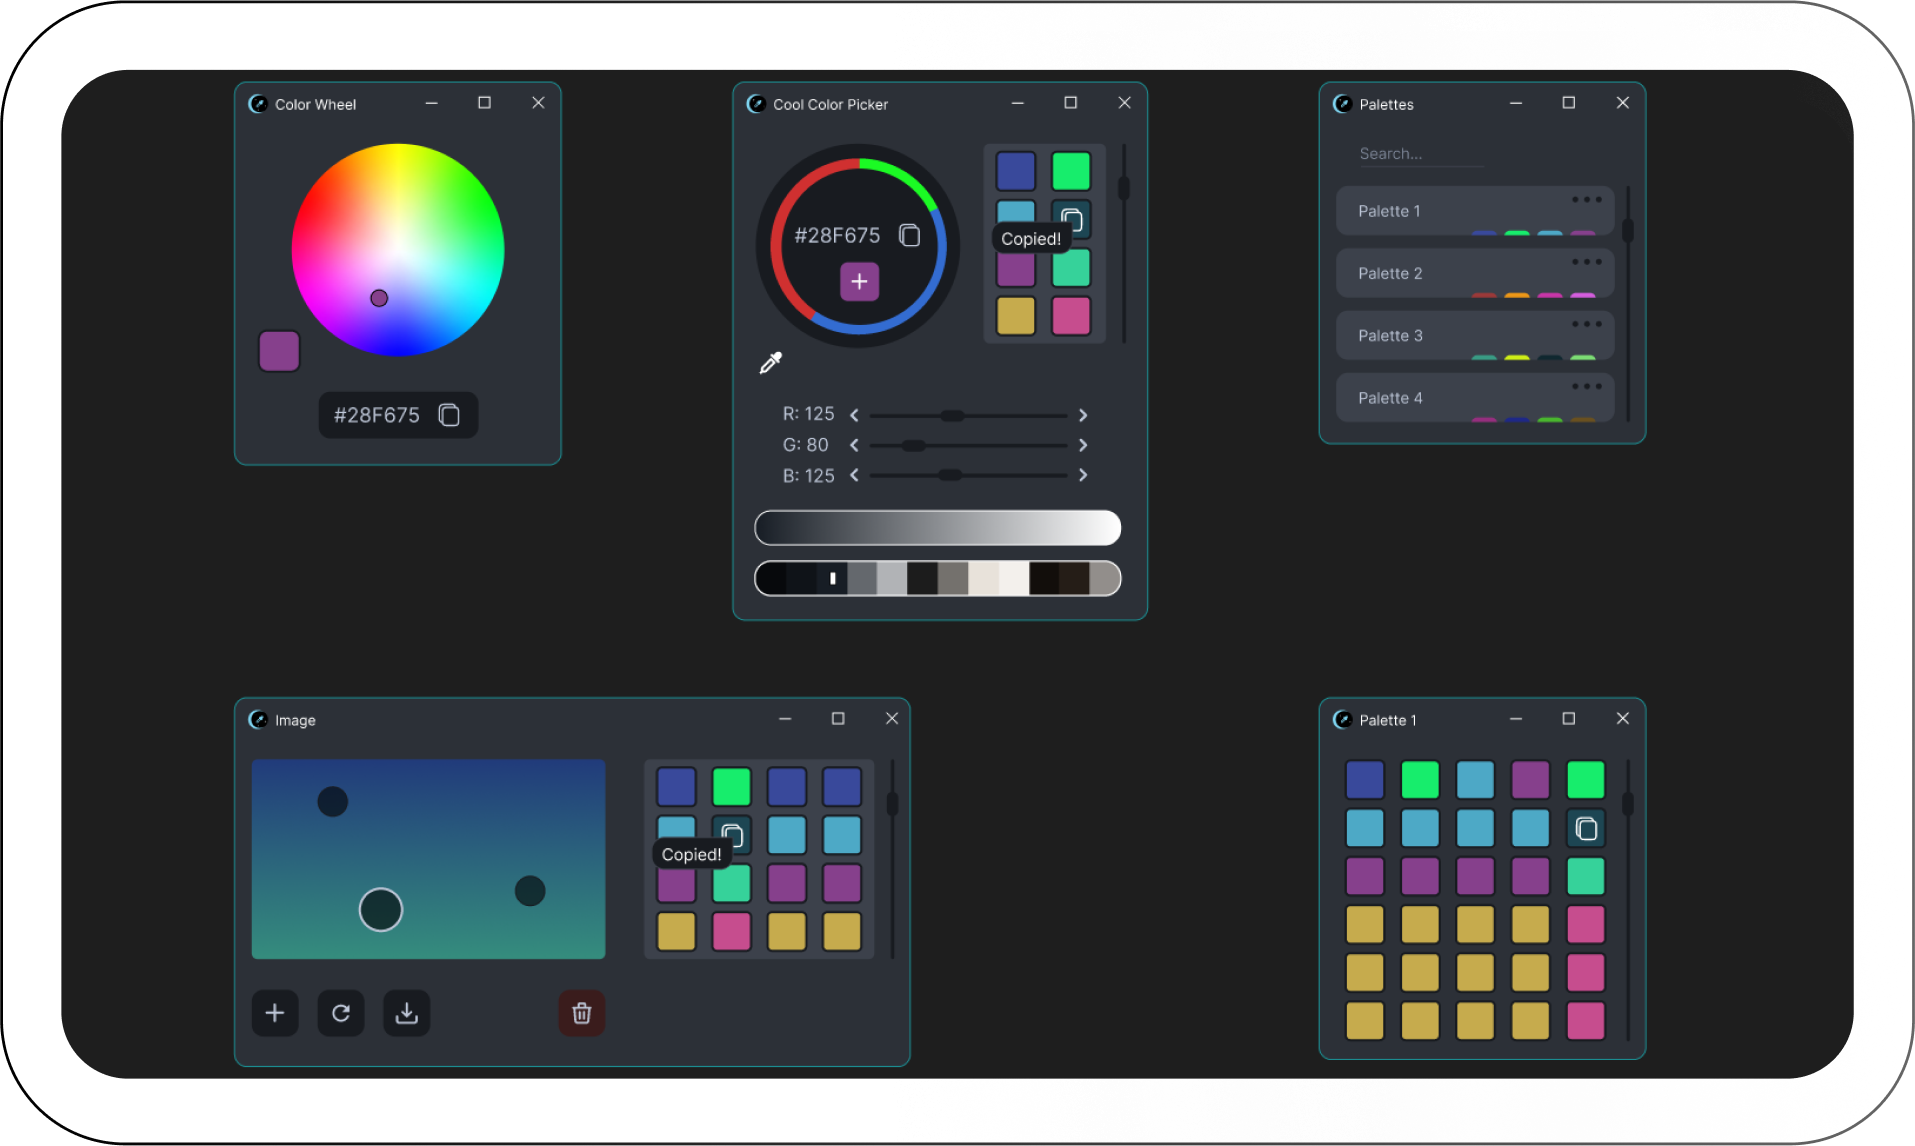 Color Wheel
#28F675
Cool Color Picker
#28F675
Copied!
R: 125
G: 80
B: 125
Palettes
Search...
Palette 1
Palette 2
Palette 3
Palette 4
Image
Copied!
Palette 1